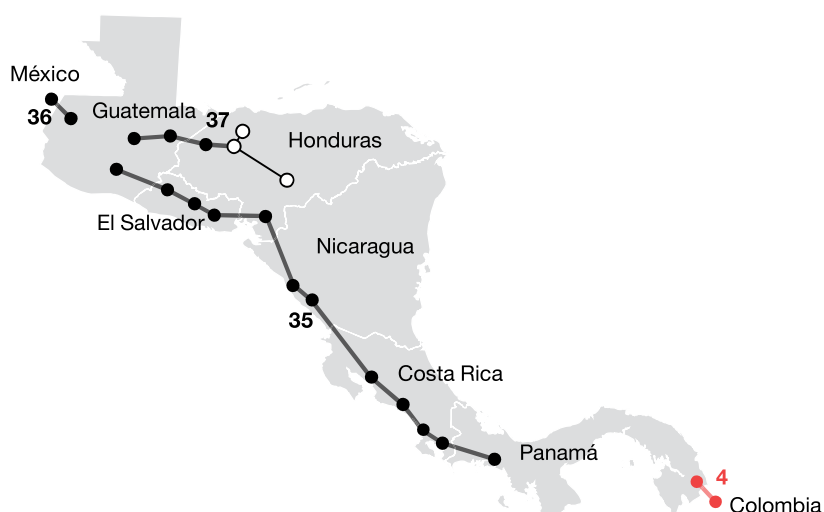 México
36
Guatemala
37
Honduras
El Salvador
Nicaragua
35
Costa Rica
Panamá
4
Colombia